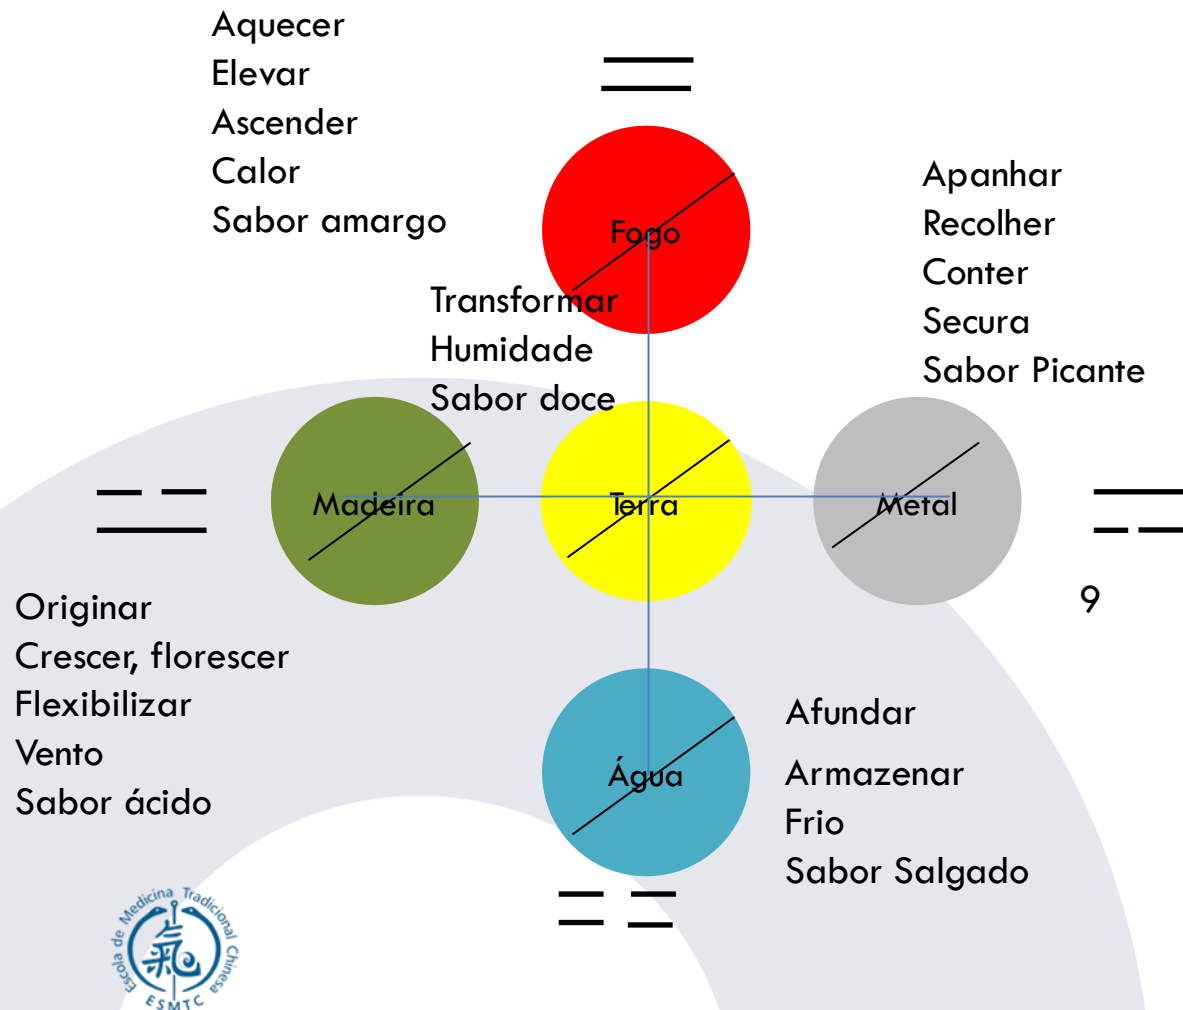 Aquecer
Elevar
Ascender
Calor
Sabor amargo
Fogo
Apanhar
Recolher
Conter
Secura
Sabor Picante
Transformar
Humidade
Sabor doce
Madeira
Terra
Metal
9
Originar
Crescer, florescer
Flexibilizar
Vento
Sabor ácido
Água
Afundar
Armazenar
Frio
Sabor Salgado
Escola de Medicina Tradicional Chinesa
氣
ESMTC